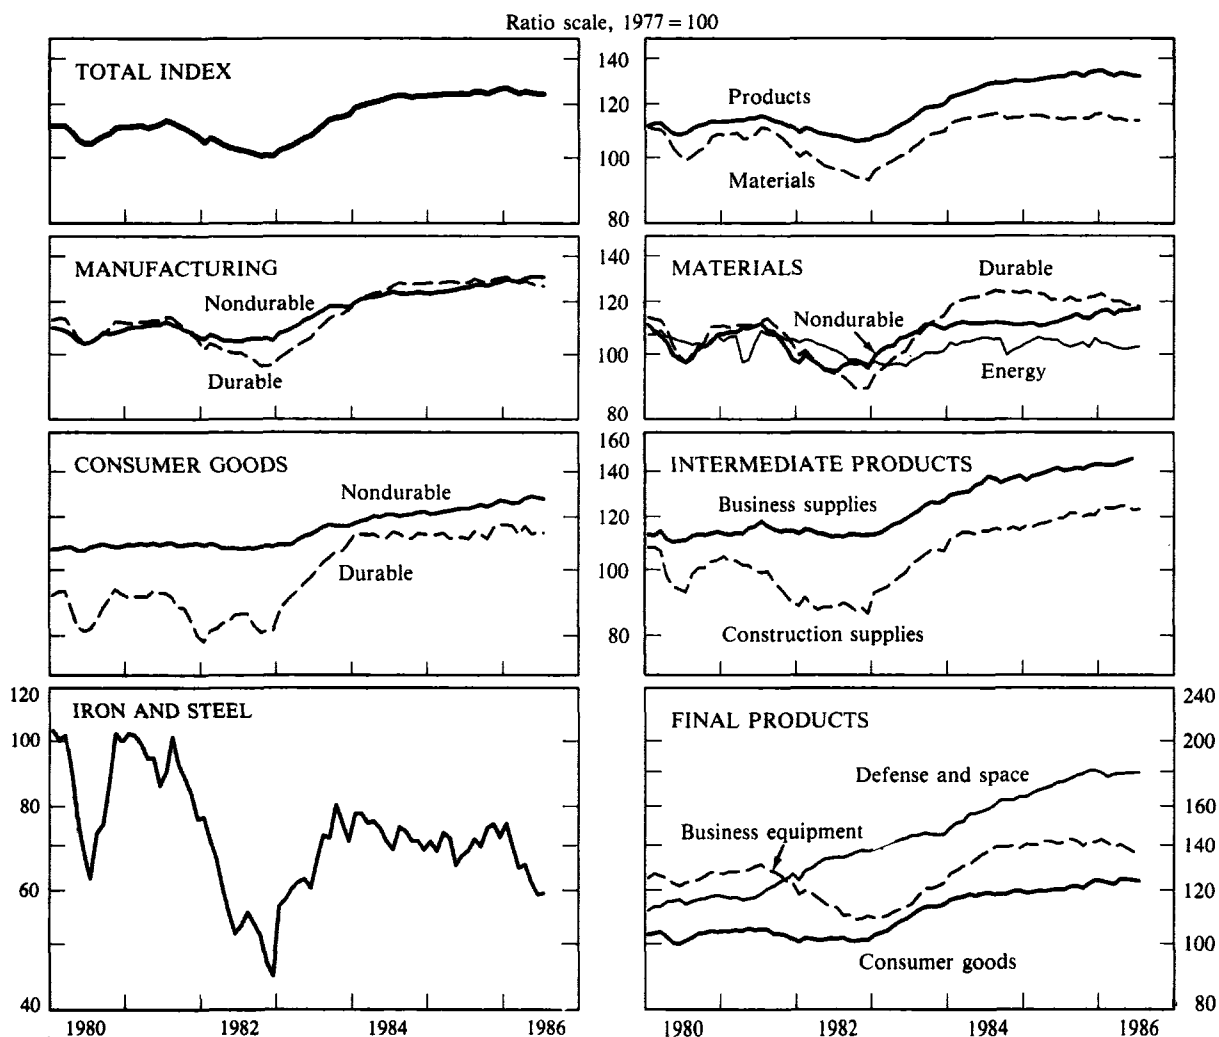 Ratio scale, 1977 = 100
TOTAL INDEX
140
120
100
80
Products
Materials
MANUFACTURING
Nondurable
Durable
140
120
100
80
MATERIALS
Durable
Nondurable
Energy
CONSUMER GOODS
Nondurable
Durable
160
140
120
100
80
INTERMEDIATE PRODUCTS
Business supplies
Construction supplies
120
100
80
60
40
IRON AND STEEL
FINAL PRODUCTS
Defense and space
Business equipment
Consumer goods
240
200
160
140
120
100
80
1980 1982 1984 1986
1980 1982 1984 1986